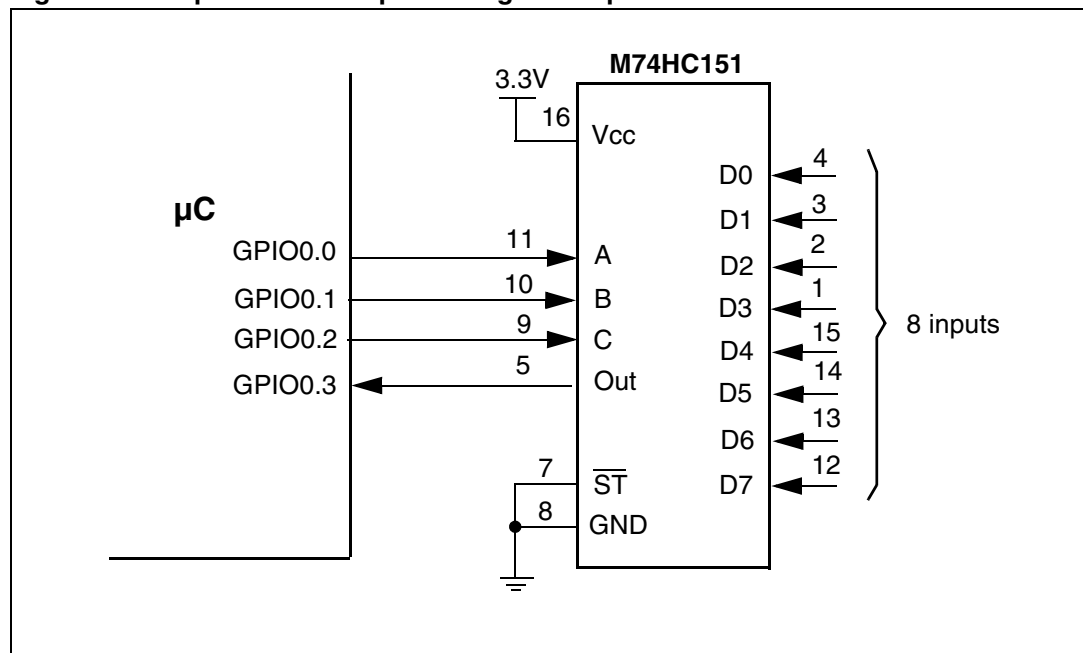 M74HC151
3.3V
16
Vcc
µC
GPIO0.0
11
A
GPIO0.1
10
B
GPIO0.2
9
C
GPIO0.3
5
Out
7
ST
8
GND
D0
4
D1
3
D2
2
D3
1
D4
15
D5
14
D6
13
D7
12
8 inputs